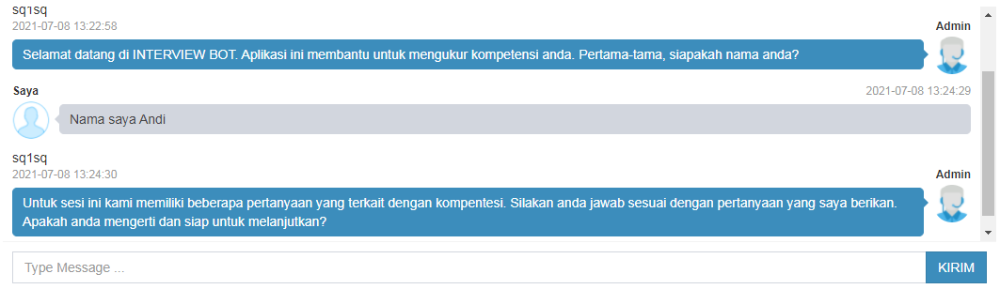 sq1sq
2021-07-08 13:22:58
Admin
Selamat datang di INTERVIEW BOT. Aplikasi ini membantu untuk mengukur kompetensi anda. Pertama-tama, siapakah nama anda?
Saya
2021-07-08 13:24:29
Nama saya Andi
sq1sq
2021-07-08 13:24:30
Admin
Untuk sesi ini kami memiliki beberapa pertanyaan yang terkait dengan kompentesi. Silakan anda jawab sesuai dengan pertanyaan yang saya berikan.
Apakah anda mengerti dan siap untuk melanjutkan?
Type Message ...
KIRIM